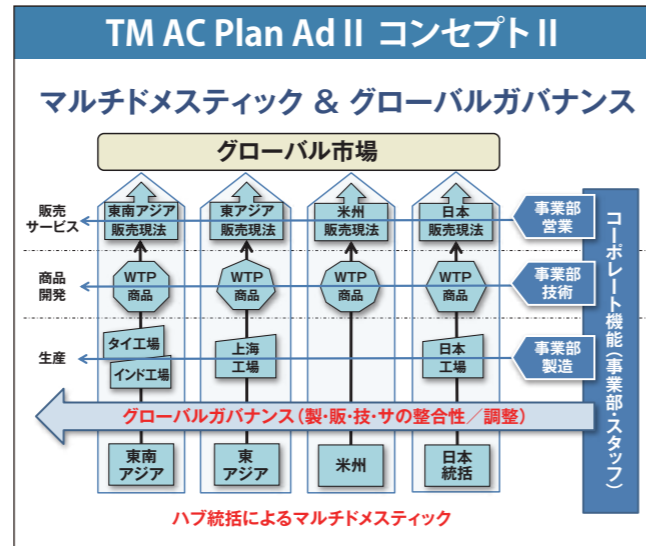 TM AC Plan Ad II コンセプト II
マルチドメスティック & グローバルガバナンス
グローバル市場
販売
サービス
東南アジア
販売現法
東アジア
販売現法
米州
販売現法
日本
販売現法
事業部
営業
商品
開発
WTP
商品
WTP
商品
WTP
商品
WTP
商品
事業部
技術
生産
タイ工場
インド工場
上海
工場
日本
工場
事業部
製造
コーポレート機能(事業部・スタッフ)
グローバルガバナンス(製・販・技・サの整合性/調整)
東南
アジア
東
アジア
米州
日本
統括
ハブ統括によるマルチドメスティック